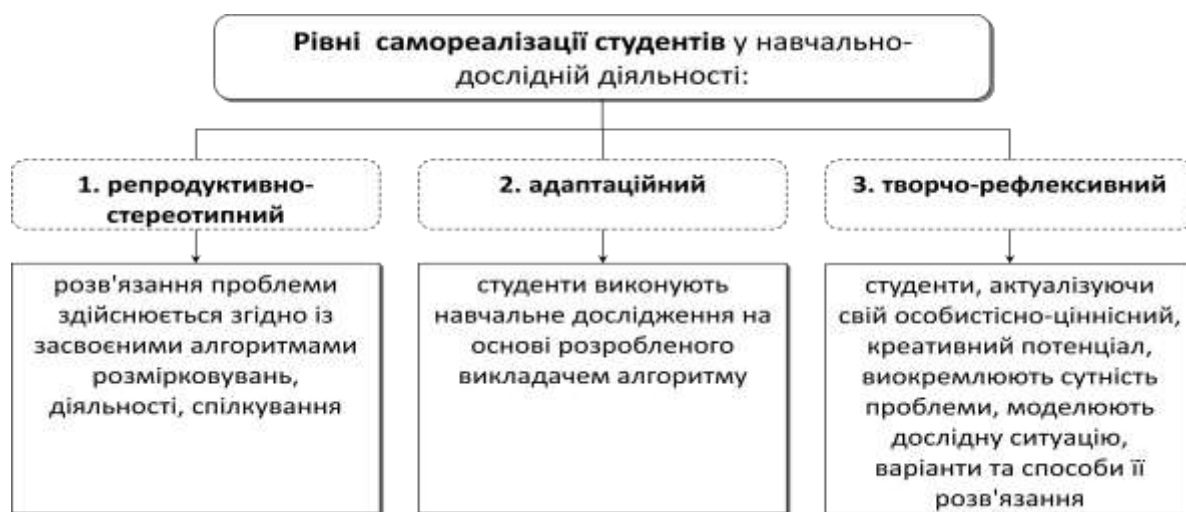 Рівні самореалізації студентів у навчально-
дослідній діяльності:
1. репродуктивно-
стереотипний
2. адаптаційний
3. творчо-рефлексивний
розв'язання проблеми
здійснюється згідно із
засвоєними алгоритмами
розмірковувань,
діяльності, спілкування
студенти виконують
навчальне дослідження на
основі розробленого
викладачем алгоритму
студенти, актуалізуючи
свій особистісно-ціннісний,
креативний потенціал,
виокремлюють сутність
проблеми, моделюють
дослідну ситуацію,
варіанти та способи її
розв'язання